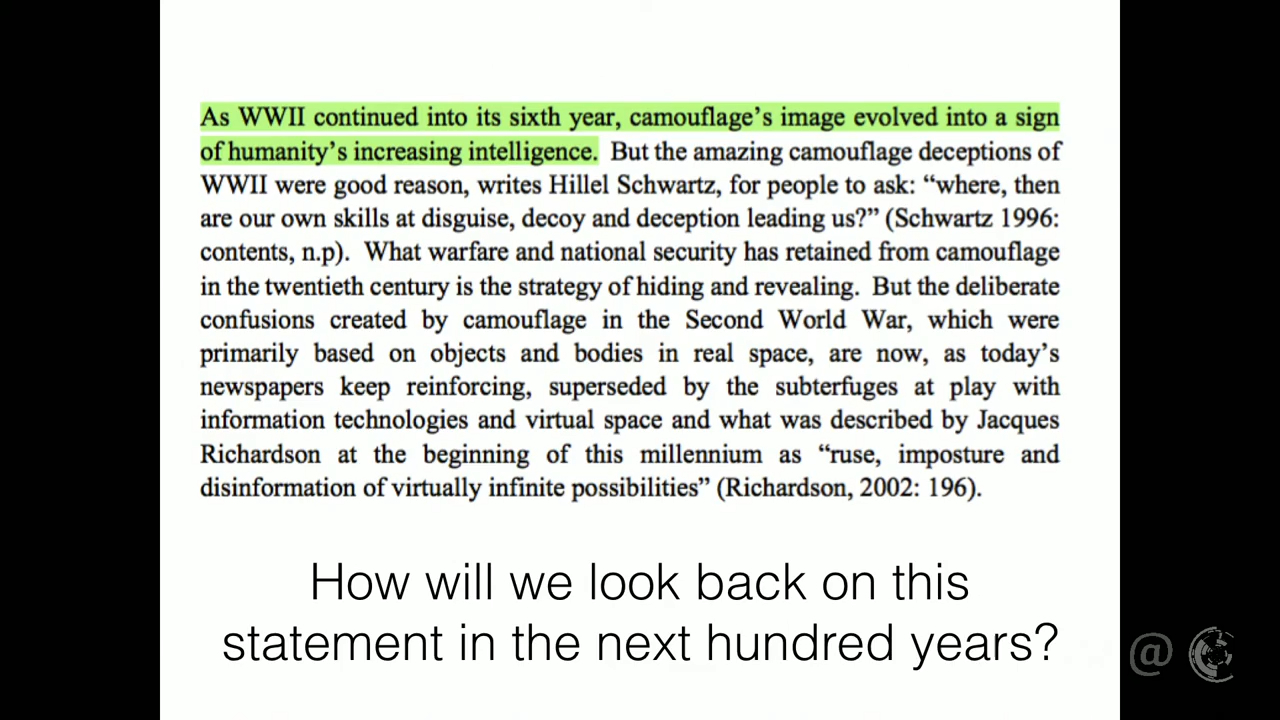 As WWII continued into its sixth year, camouflage’s image evolved into a sign
of humanity’s increasing intelligence. But the amazing camouflage deceptions of
WWII were good reason, writes Hillel Schwartz, for people to ask: “where, then
are our own skills at disguise, decoy and deception leading us?” (Schwartz 1996:
contents, n.p). What warfare and national security has retained from camouflage
in the twentieth century is the strategy of hiding and revealing. But the deliberate
confusions created by camouflage in the Second World War, which were
primarily based on objects and bodies in real space, are now, as today’s
newspapers keep reinforcing, superseded by the subterfuges at play with
information technologies and virtual space and what was described by Jacques
Richardson at the beginning of this millennium as “ruse, imposture and
disinformation of virtually infinite possibilities” (Richardson, 2002: 196).
How will we look back on this
statement in the next hundred years?
@